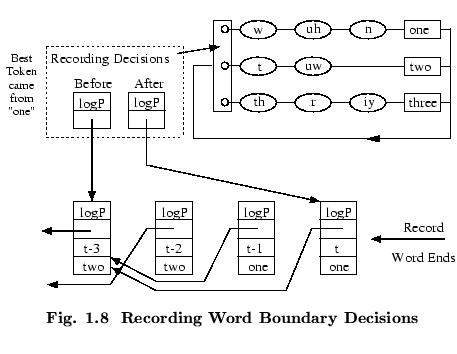 w uh n one
Best
Token
came
from
"one"
Recording Decisions
t uw two
Before After
logP logP
th r iy three
logP logP logP logP
Record
t-3 t-2 t-1 t
Word Ends
two two one one
Fig. 1.8 Recording Word Boundary Decisions